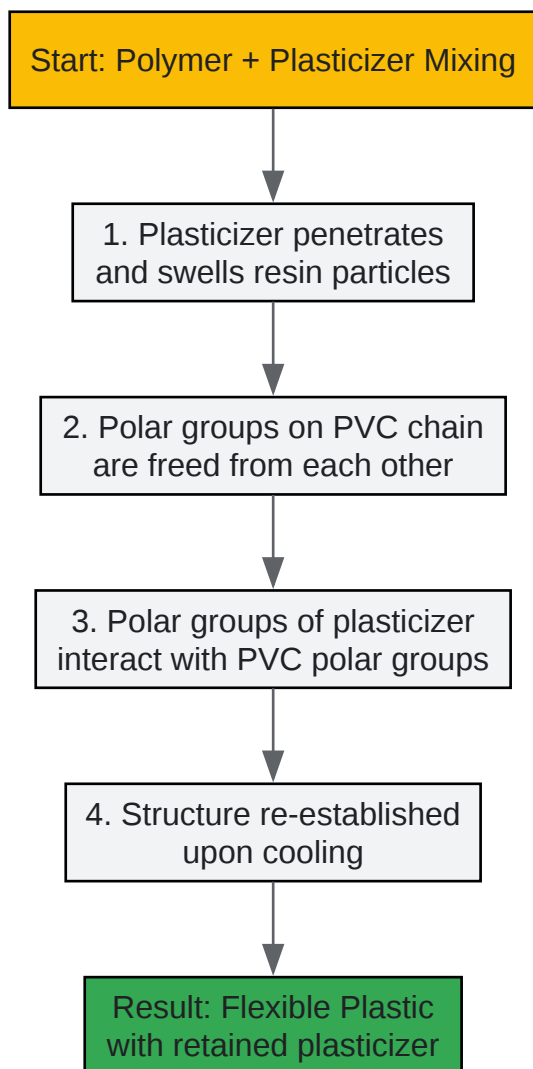 Start: Polymer + Plasticizer Mixing
1. Plasticizer penetrates
and swells resin particles
2. Polar groups on PVC chain
are freed from each other
3. Polar groups of plasticizer
interact with PVC polar groups
4. Structure re-established
upon cooling
Result: Flexible Plastic
with retained plasticizer